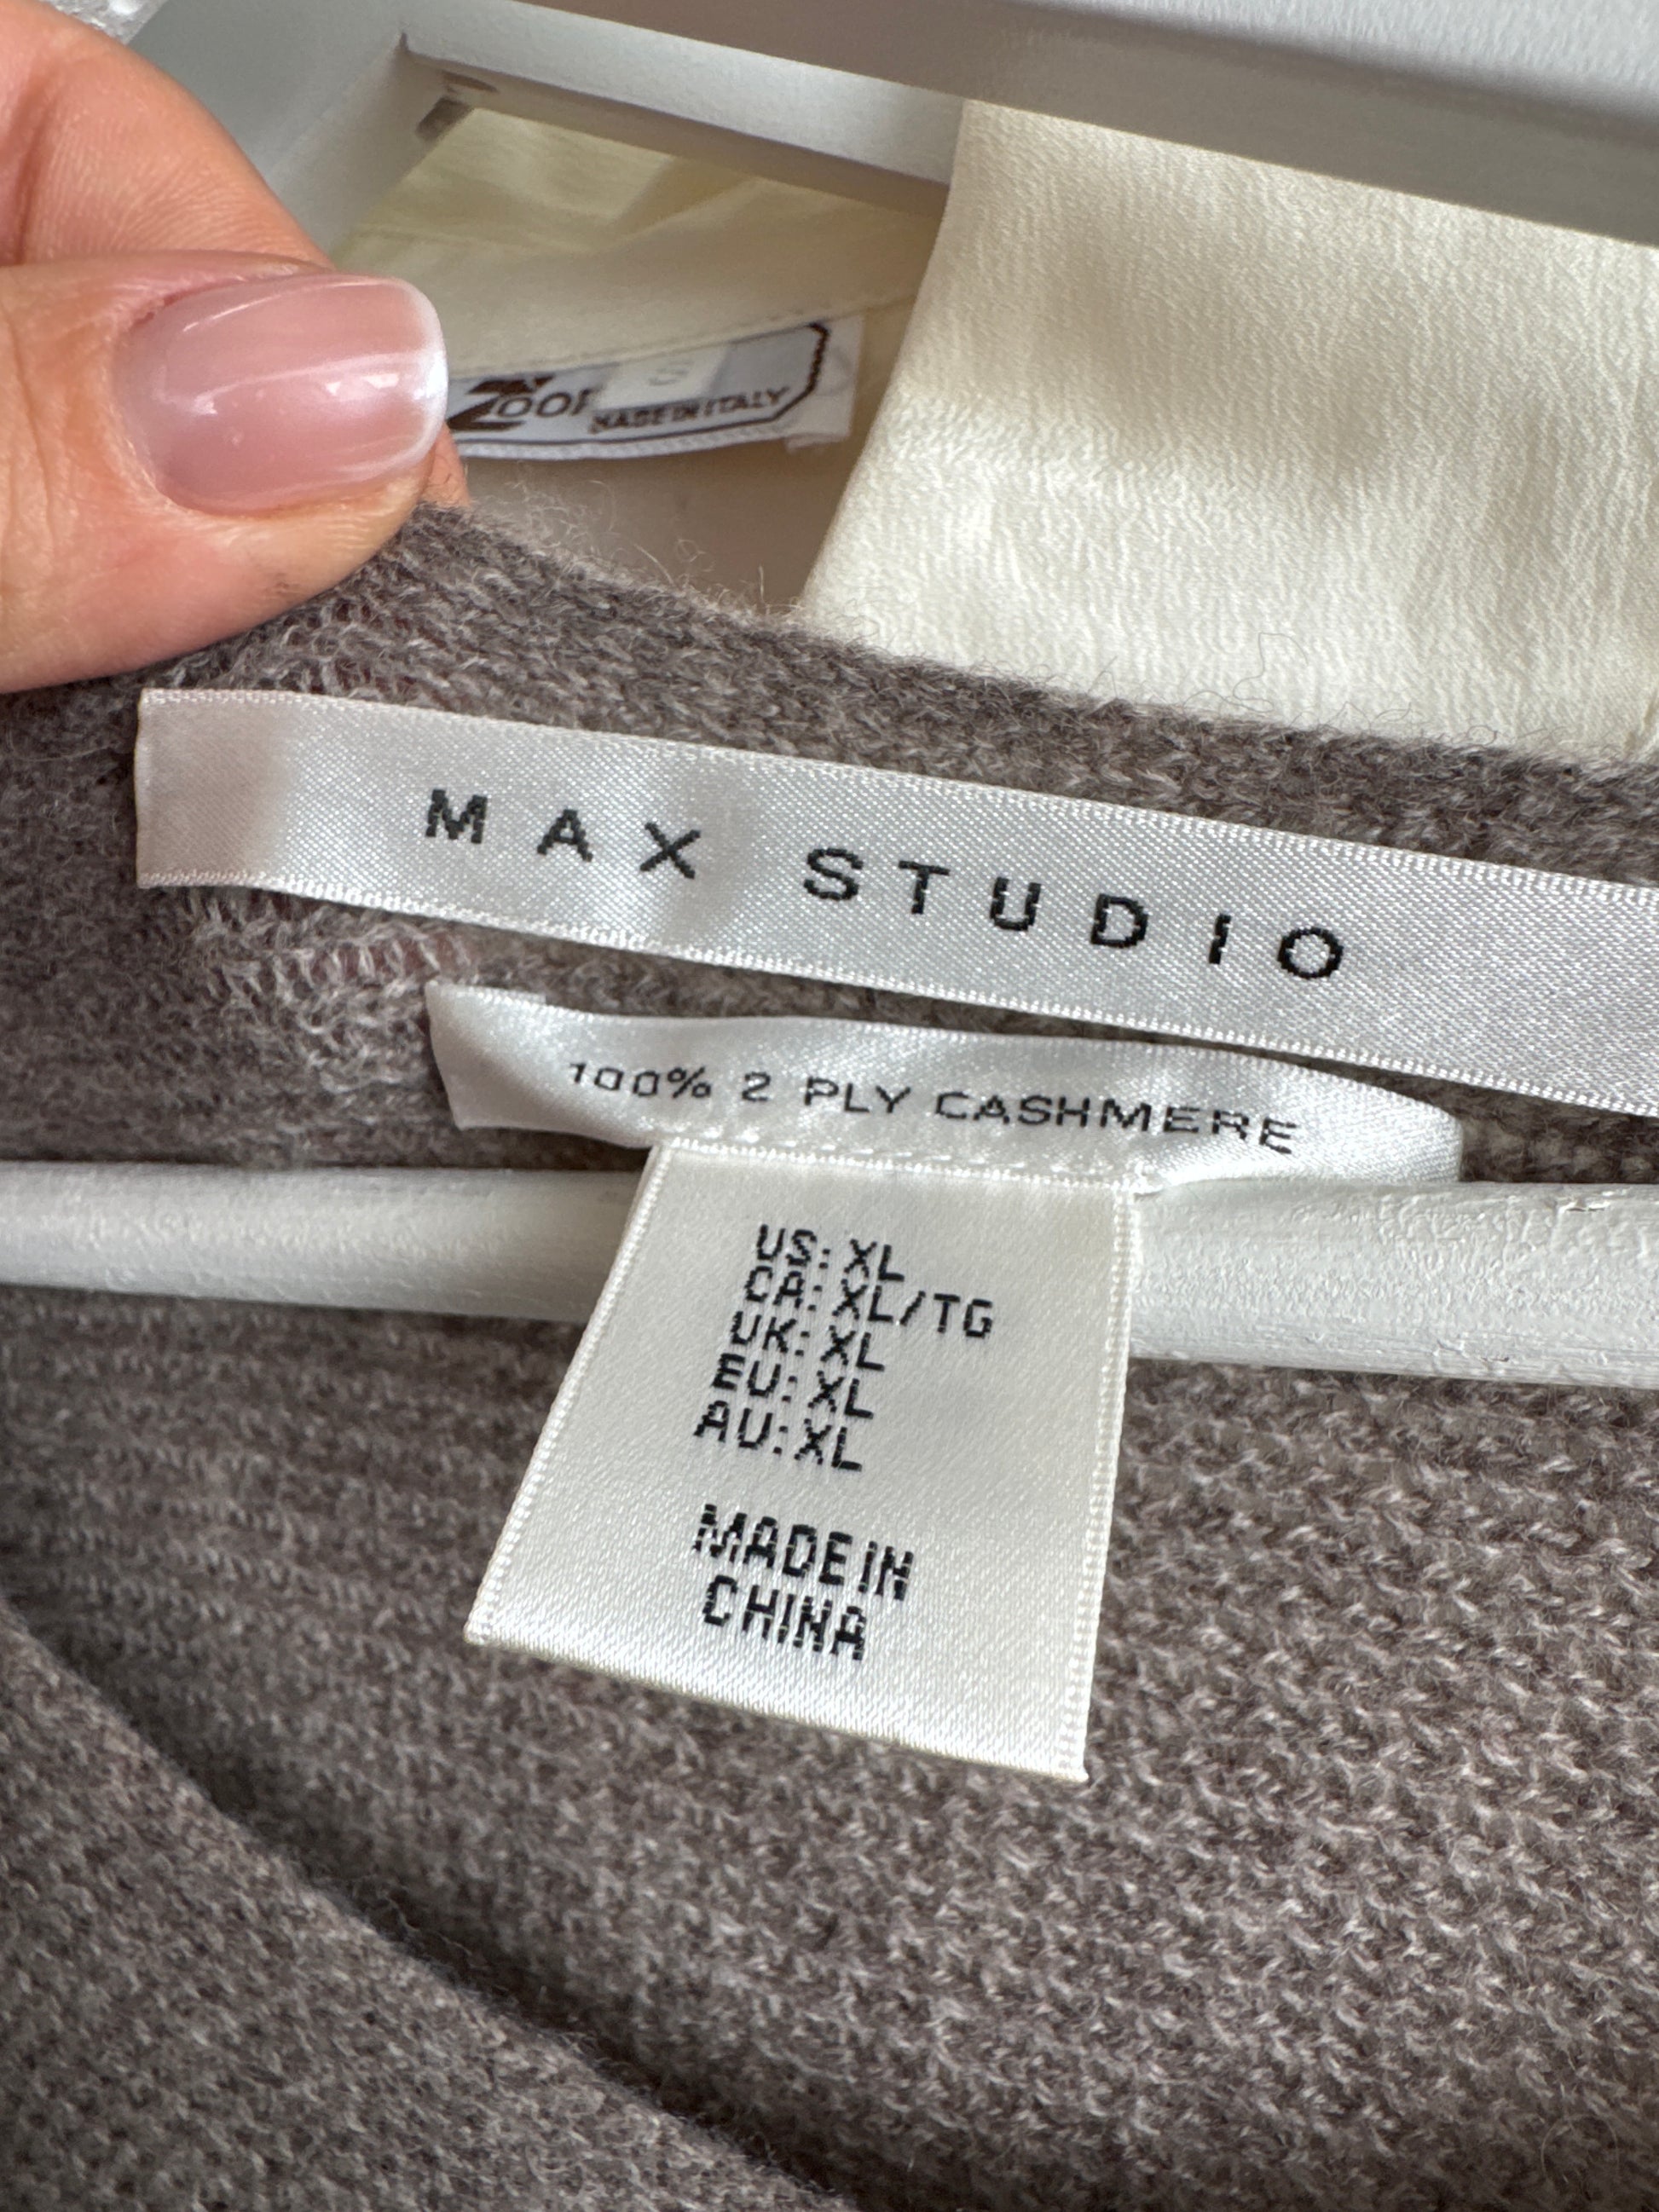 MADE IN ITALY
MAX STUDIO
100% 2 PLY CASHMERE
US: XL
CA: XL/TG
UK: XL
EU: XL
AU: XL
MADE IN
CHINA